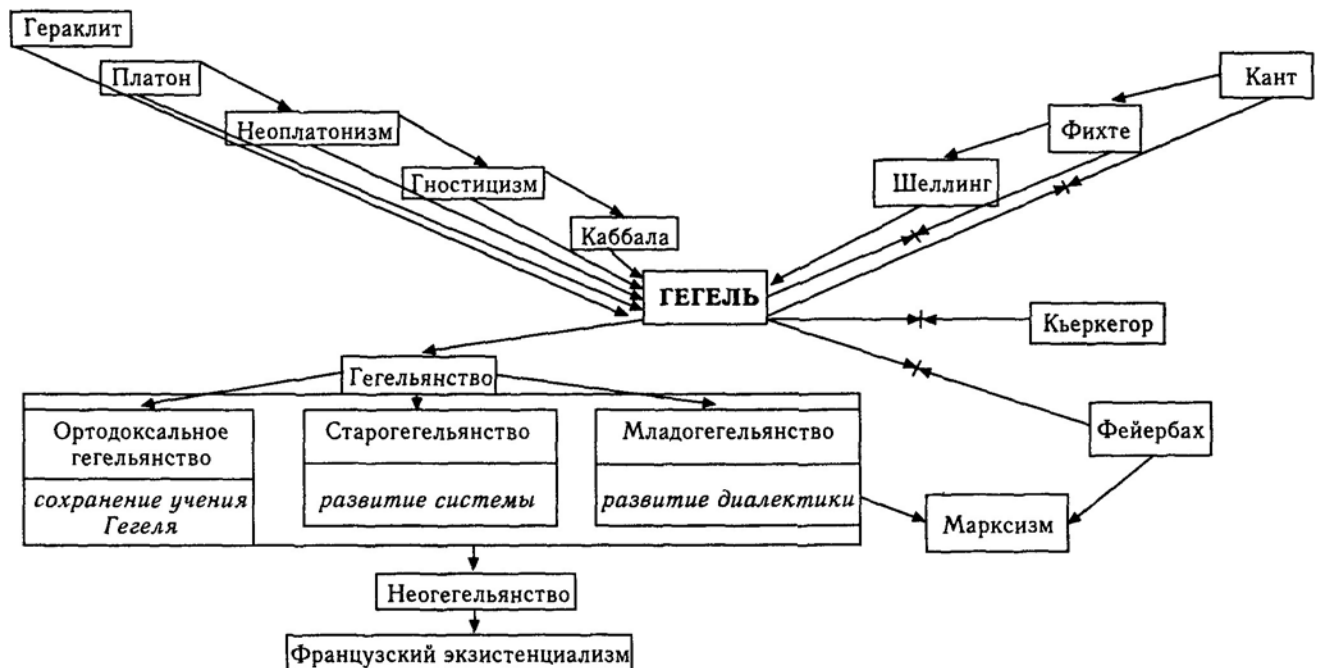 Гераклит
Платон
Кант
Неоплатонизм
Фихте
Гностицизм
Шеллинг
Каббала
ГЕГЕЛЬ
Кьеркегор
Гегельянство
Ортодоксальное
гегельянство
сохранение учения
Гегеля
Старогегельянство
развитие системы
Младогегельянство
развитие диалектики
Фейербах
Марксизм
Неогегельянство
Французский экзистенциализм